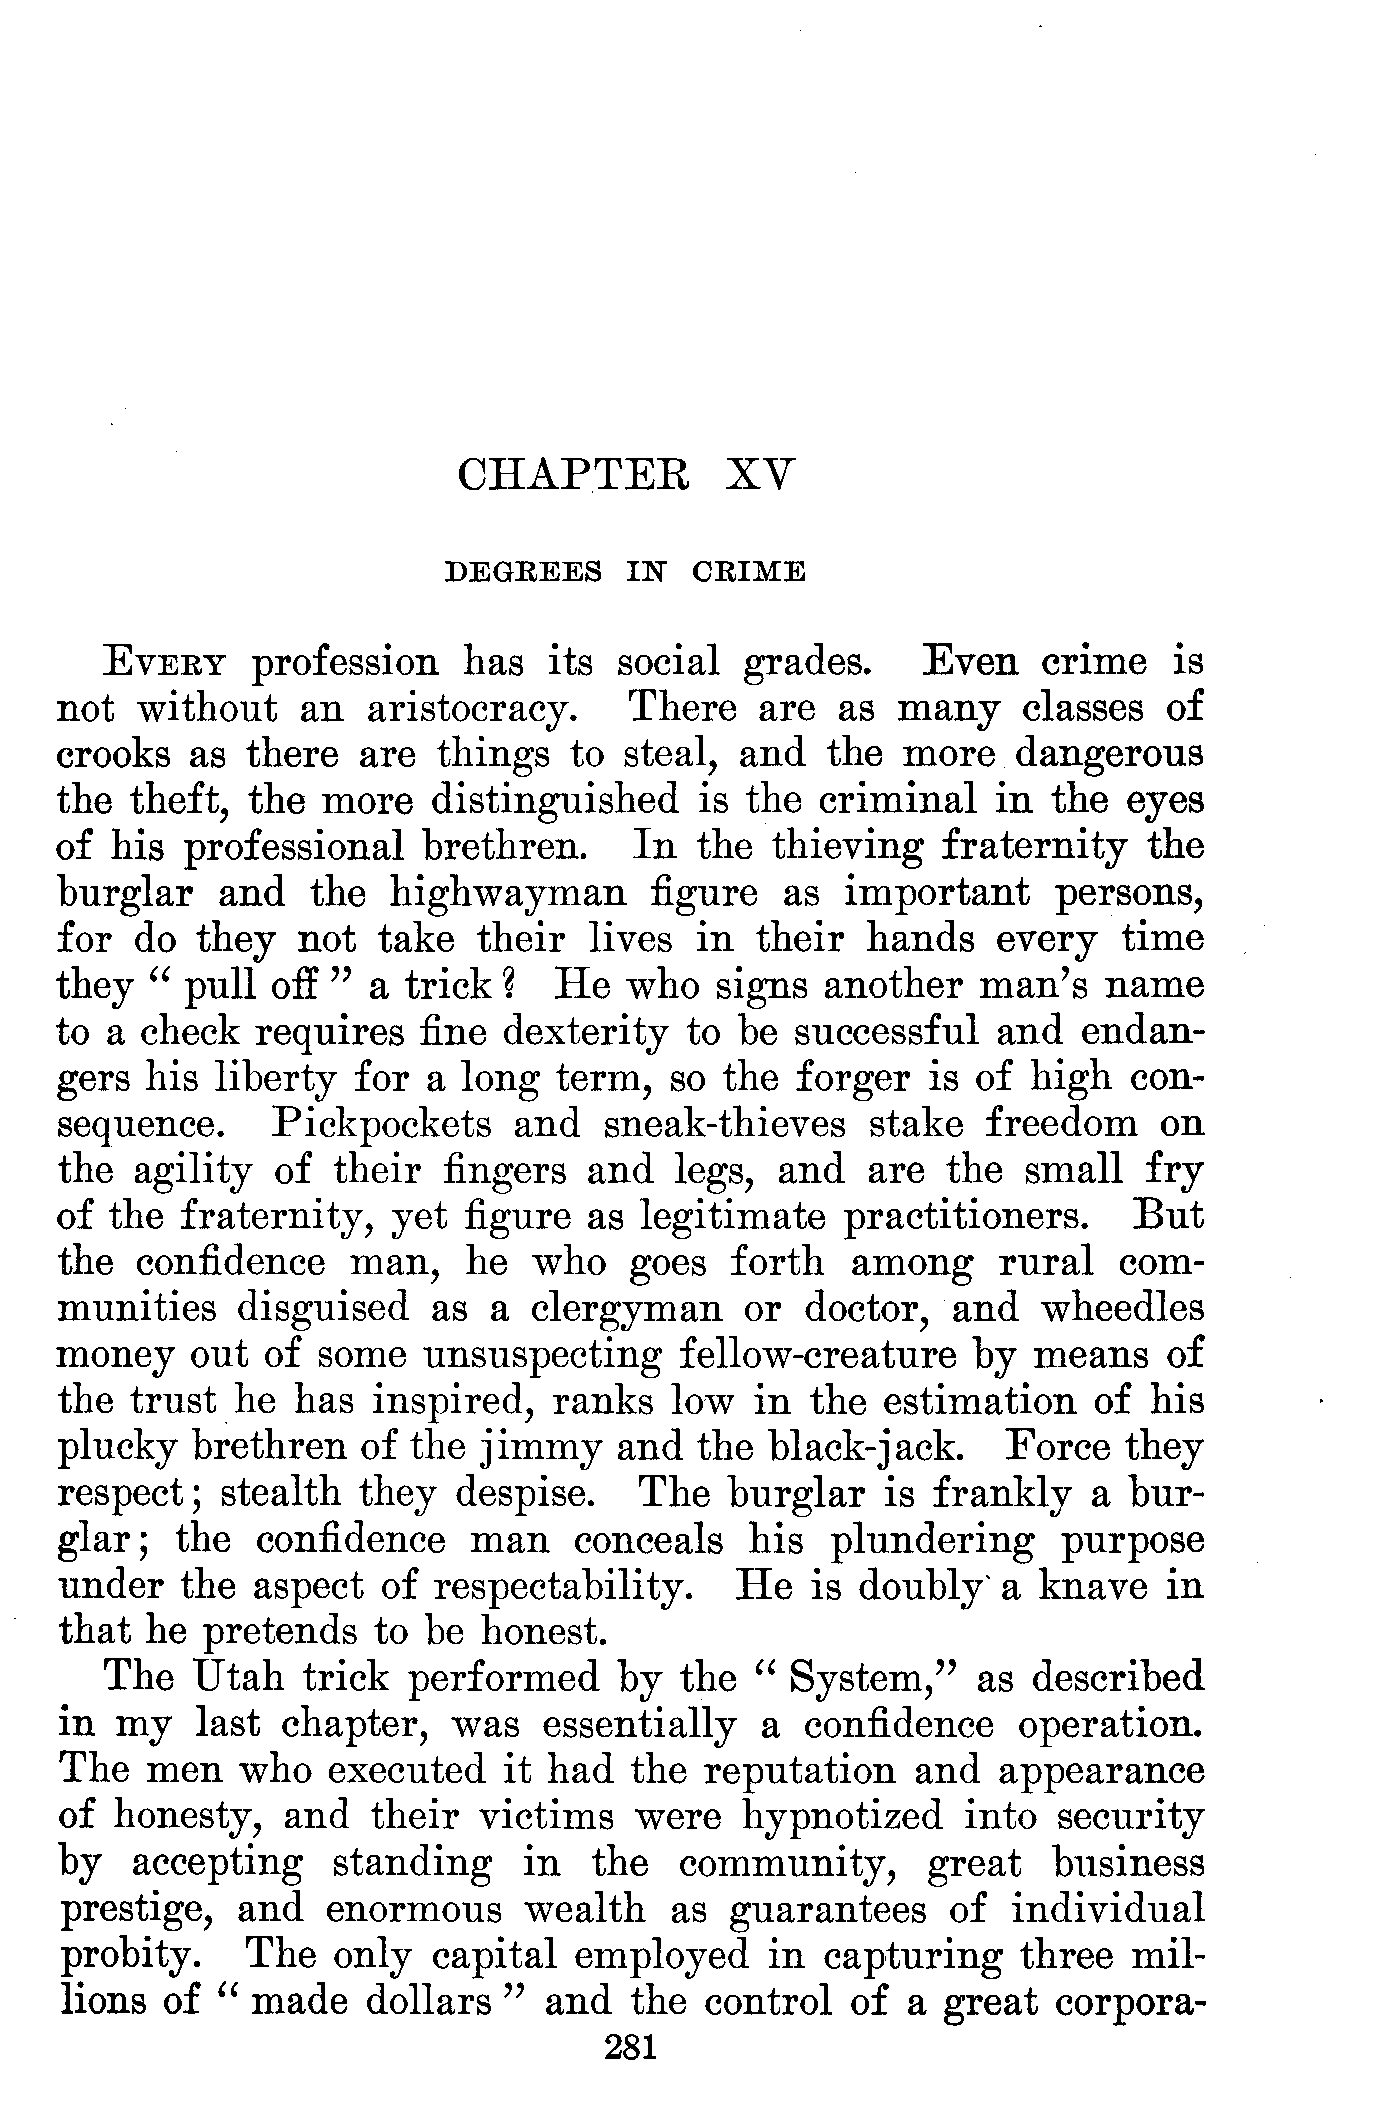 CHAPTER XV
DEGREES IN CRIME
EVERY profession has its social grades. Even crime is
not without an aristocracy. There are as many classes of
crooks as there are things to steal, and the more dangerous
the theft, the more distinguished is the criminal in the eyes
of his professional brethren. In the thieving fraternity the
burglar and the highwayman figure as important persons,
for do they not take their lives in their hands every time
they “ pull off ” a trick? He who signs another man’s name
to a check requires fine dexterity to be successful and endan-
gers his liberty for a long term, so the forger is of high con-
sequence. Pickpockets and sneak-thieves stake freedom on
the agility of their fingers and legs, and are the small fry
of the fraternity, yet figure as legitimate practitioners. But
the confidence man, he who goes forth among rural com-
munities disguised as a clergyman or doctor, and wheedles
money out of some unsuspecting fellow-creature by means of
the trust he has inspired, ranks low in the estimation of his
plucky brethren of the jimmy and the black-jack. Force they
respect; stealth they despise. The burglar is frankly a bur-
glar; the confidence man conceals his plundering purpose
under the aspect of respectability. He is doubly a knave in
that he pretends to be honest.
The Utah trick performed by the “ System,” as described
in my last chapter, was essentially a confidence operation.
The men who executed it had the reputation and appearance
of honesty, and their victims were hypnotized into security
by accepting standing in the community, great business
prestige, and enormous wealth as guarantees of individual
probity. The only capital employed in capturing three mil-
lions of “ made dollars ” and the control of a great corpora-
281